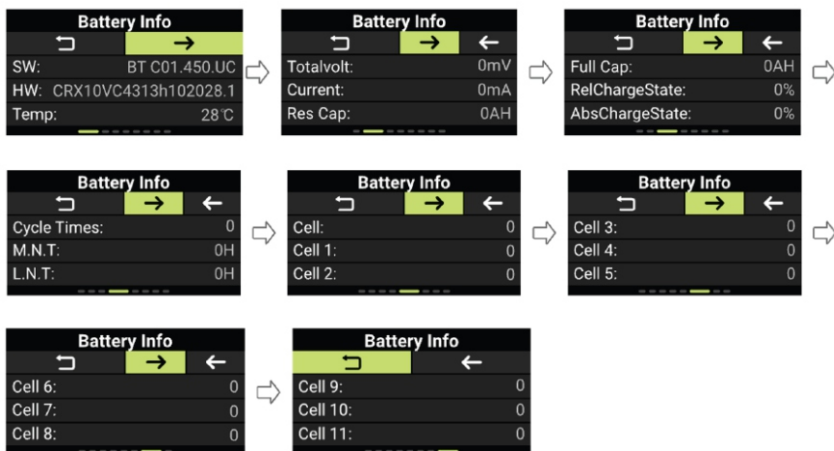 Battery Info
SW: BT C01.450.UC
HW: CRX10VC4313h102028.1
Temp: 28℃
Battery Info
Totalvolt: 0mV
Current: 0mA
Res Cap: 0AH
Battery Info
Full Cap: 0AH
RelChargeState: 0%
AbsChargeState: 0%
Battery Info
Cycle Times: 0
M.N.T: 0H
L.N.T: 0H
Battery Info
Cell: 0
Cell 1: 0
Cell 2: 0
Battery Info
Cell 3: 0
Cell 4: 0
Cell 5: 0
Battery Info
Cell 6: 0
Cell 7: 0
Cell 8: 0
Battery Info
Cell 9: 0
Cell 10: 0
Cell 11: 0